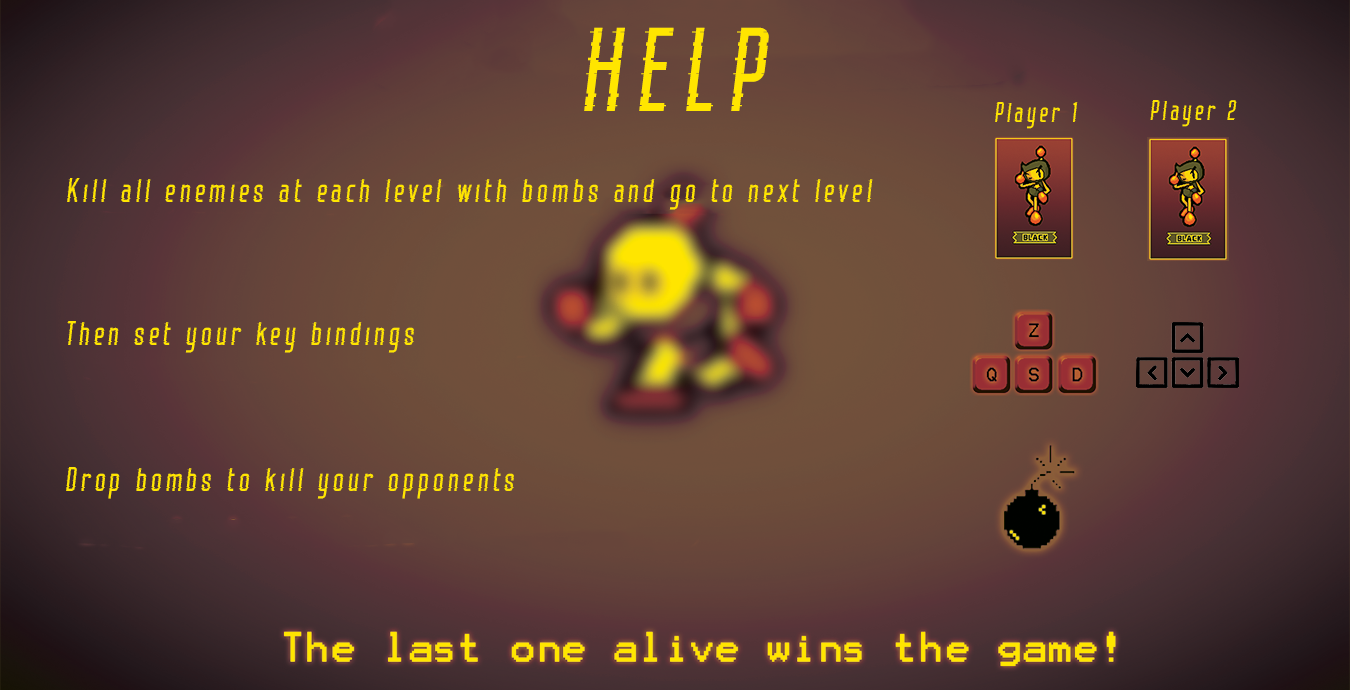 HELP
Player 1
Player 2
Kill all enemies at each level with bombs and go to next level
BLACK
BLACK
Then set your key bindings
Z
Q S D
Drop bombs to kill your opponents
The last one alive wins the game!